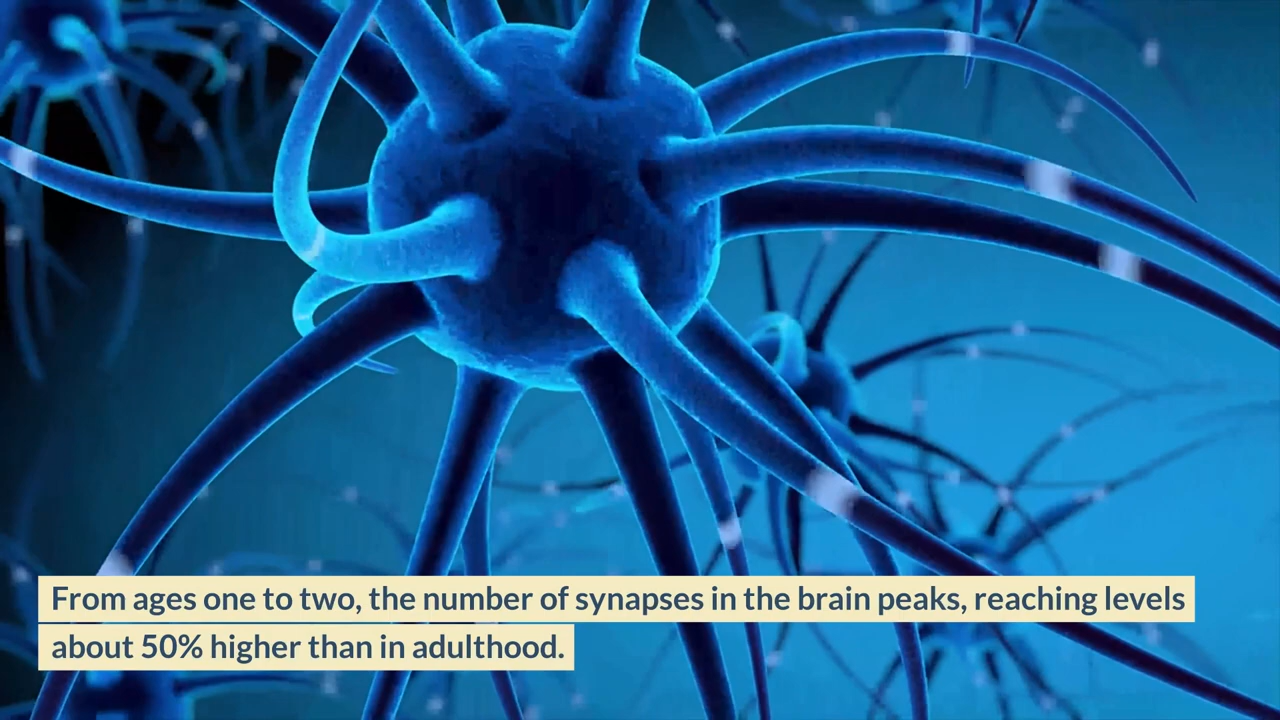 From ages one to two, the number of synapses in the brain peaks, reaching levels
about 50% higher than in adulthood.